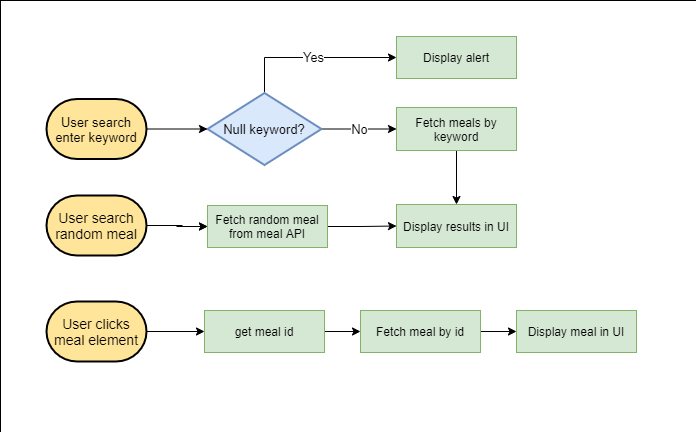 Yes
Display alert
User search
enter keyword
Null keyword?
No
Fetch meals by
keyword
User search
random meal
Fetch random meal
from meal API
Display results in UI
User clicks
meal element
get meal id
Fetch meal by id
Display meal in UI